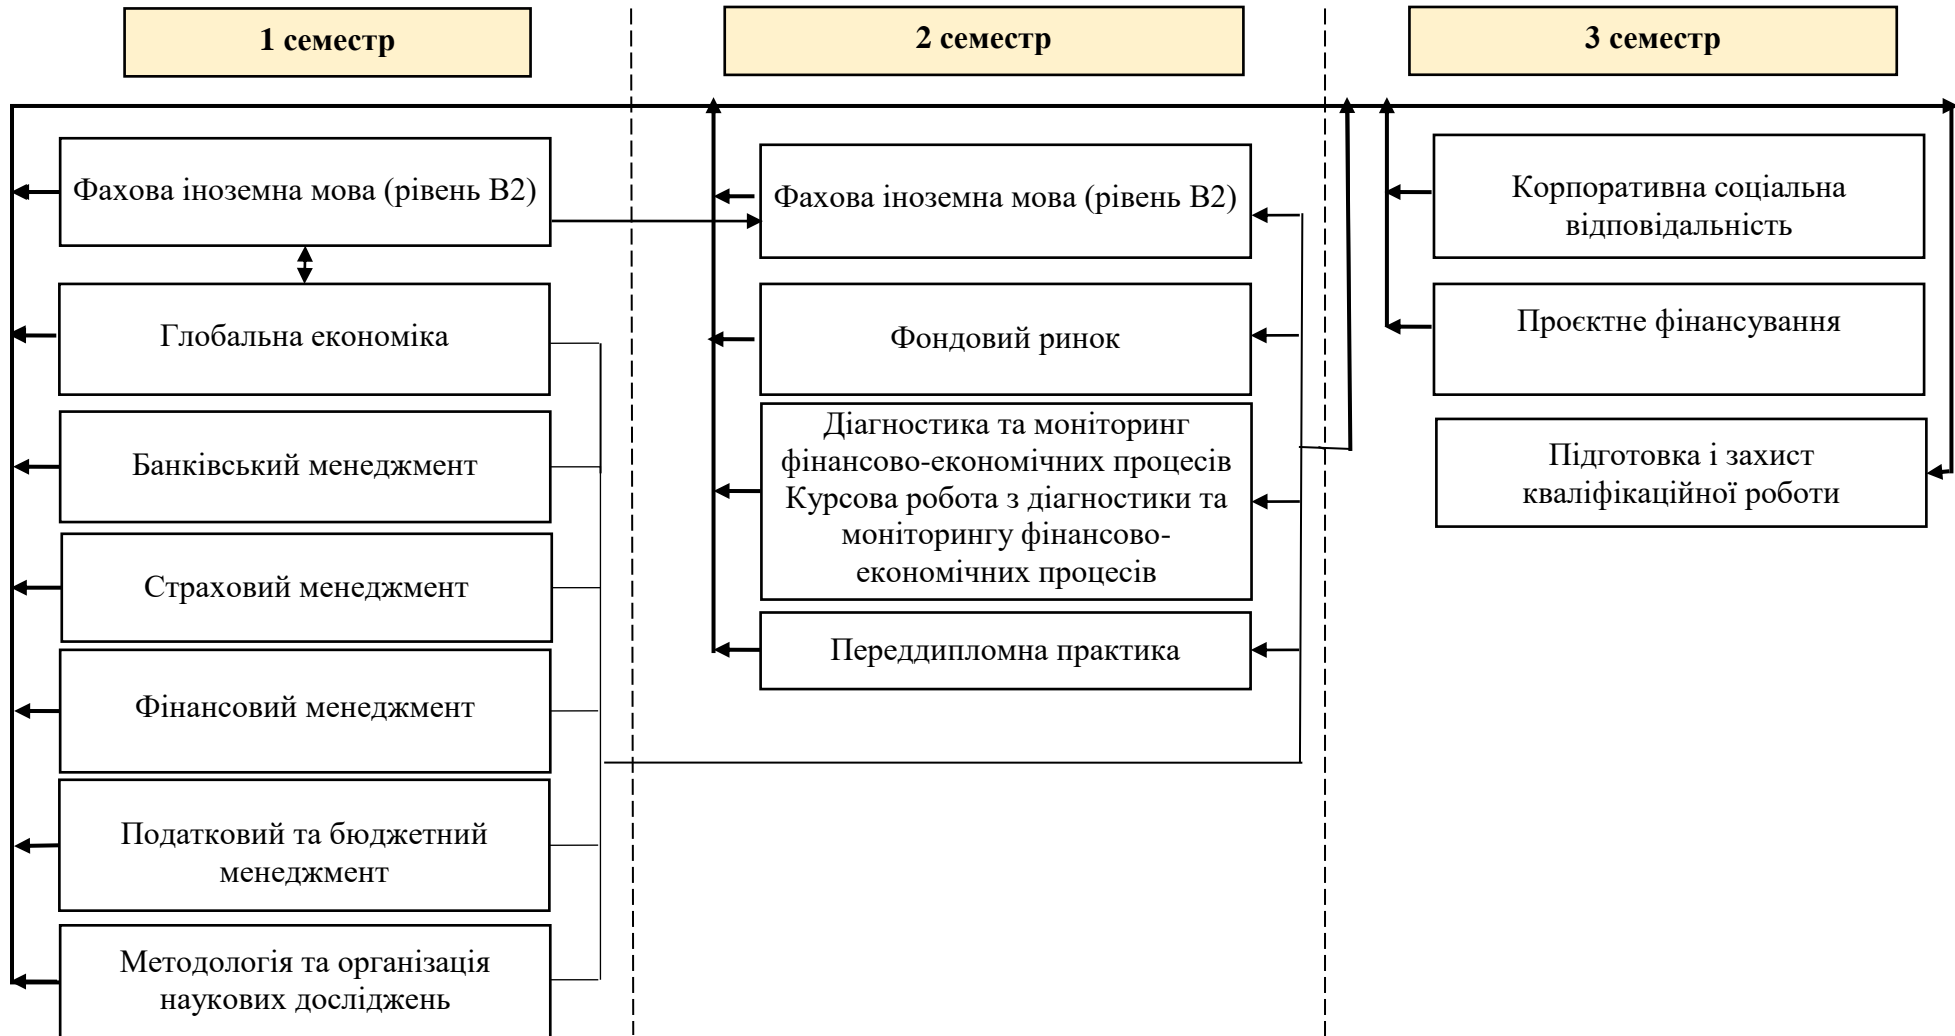 1 семестр
2 семестр
3 семестр
Фахова іноземна мова (рівень В2)
Глобальна економіка
Банківський менеджмент
Страховий менеджмент
Фінансовий менеджмент
Податковий та бюджетний
менеджмент
Методологія та організація
наукових досліджень
Фахова іноземна мова (рівень В2)
Фондовий ринок
Діагностика та моніторинг
фінансово-економічних процесів
Курсова робота з діагностики та
моніторингу фінансово-
економічних процесів
Переддипломна практика
Корпоративна соціальна
відповідальність
Проєктне фінансування
Підготовка і захист
кваліфікаційної роботи